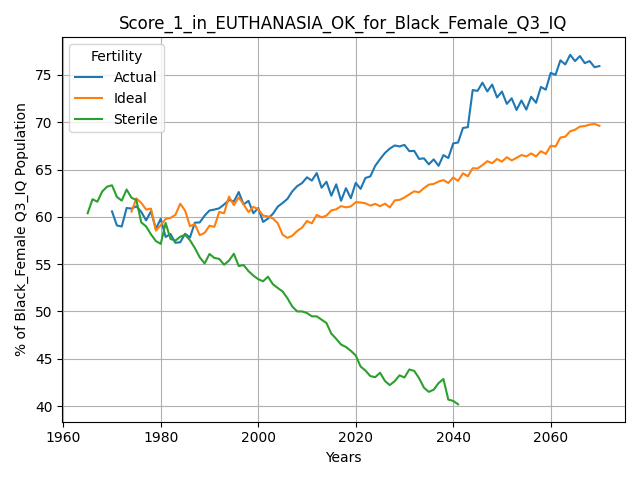 Score_1_in_EUTHANASIA_OK_for_Black_Female_Q3_IQ
Fertility
Actual
Ideal
Sterile
% of Black_Female Q3_IQ Population
75
70
65
60
55
50
45
40
1960
1980
2000
2020
2040
2060
Years